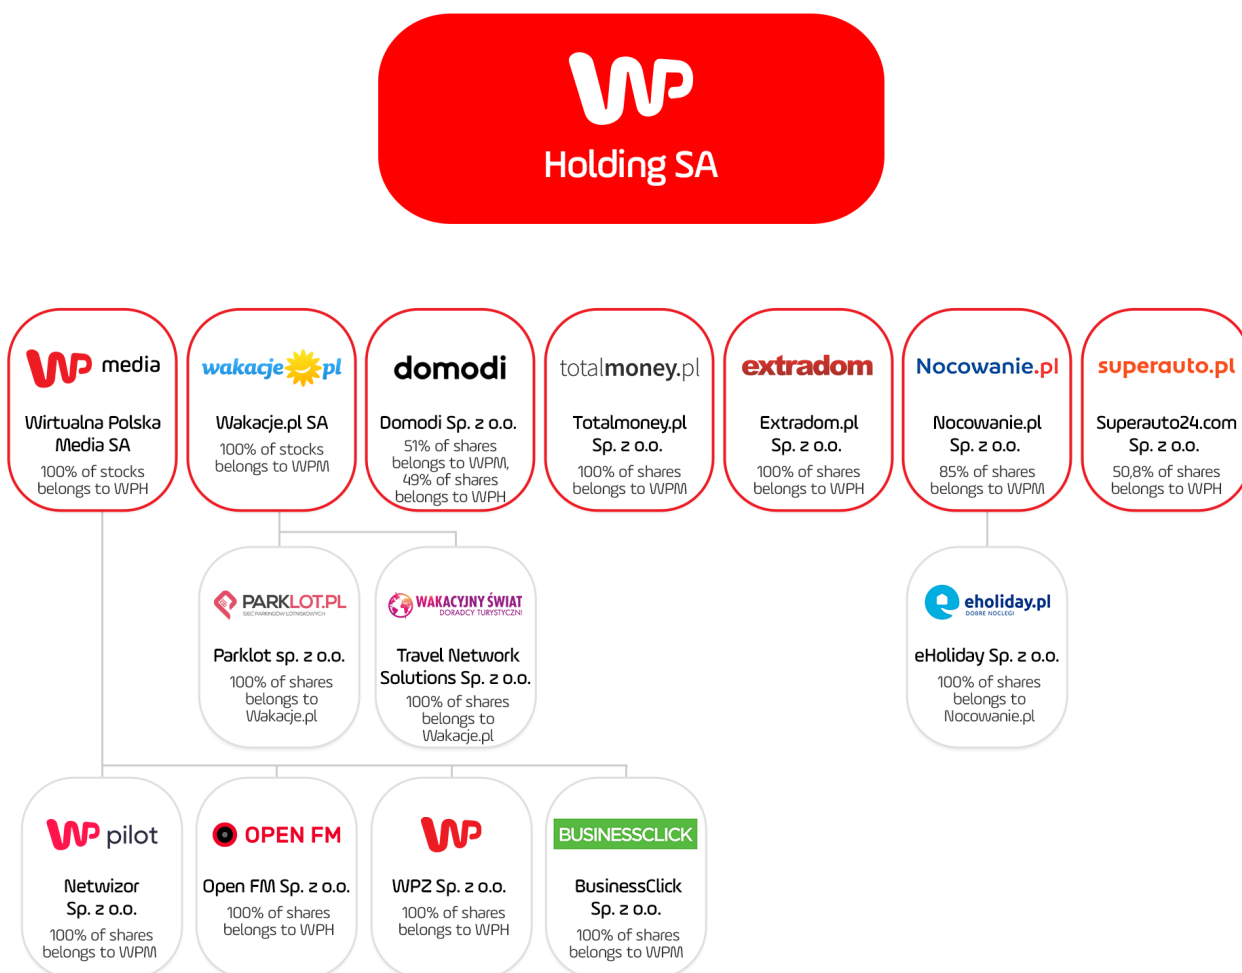 WP
Holding SA
WP media
Wirtualna Polska
Media SA
100% of stocks
belongs to WPH
wakacje pl
Wakacje.pl SA
100% of stocks
belongs to WPM
domodi
Domodi Sp. z o.o.
51% of shares
belongs to WPM,
49% of shares
belongs to WPH
totalmoney.pl
Totalmoney.pl
Sp. z o.o.
100% of shares
belongs to WPM
extradom
Extradom.pl
Sp. z o.o.
100% of shares
belongs to WPH
Nocowanie.pl
Nocowanie.pl
Sp. z o.o.
85% of shares
belongs to WPM
superauto.pl
Superauto24.com
Sp. z o.o.
50,8% of shares
belongs to WPH
PARKLOT.PL
SIEĆ PARKINGÓW LOTNISKOWYCH
Parklot sp. z o.o.
100% of shares
belongs to
Wakacje.pl
WAKACYJNY ŚWIAT
DORADCY TURYSTYCZNI
Travel Network
Solutions Sp. z o.o.
100% of shares
belongs to
Wakacje.pl
eholiday.pl
DOBRE NOCLEGI
eHoliday Sp. z o.o.
100% of shares
belongs to
Nocowanie.pl
WP pilot
Netwizor
Sp. z o.o.
100% of shares
belongs to WPM
OPEN FM
Open FM Sp. z o.o.
100% of shares
belongs to WPH
WP
WPZ Sp. z o.o.
100% of shares
belongs to WPH
BUSINESSCLICK
BusinessClick
Sp. z o.o.
100% of shares
belongs to WPM